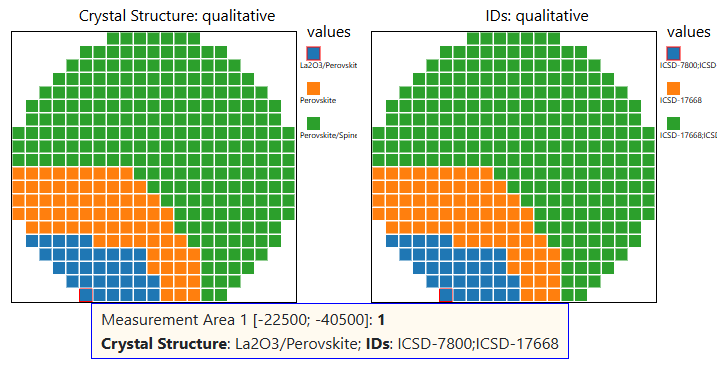 Crystal Structure: qualitative
values
La2O3/Perovskit
Perovskite
Perovskite/Spine
IDs: qualitative
values
ICSD-7800;ICSD
ICSD-17668
ICSD-17668;ICSD
Measurement Area 1 [-22500; -40500]: 1
Crystal Structure: La2O3/Perovskite; IDs: ICSD-7800;ICSD-17668